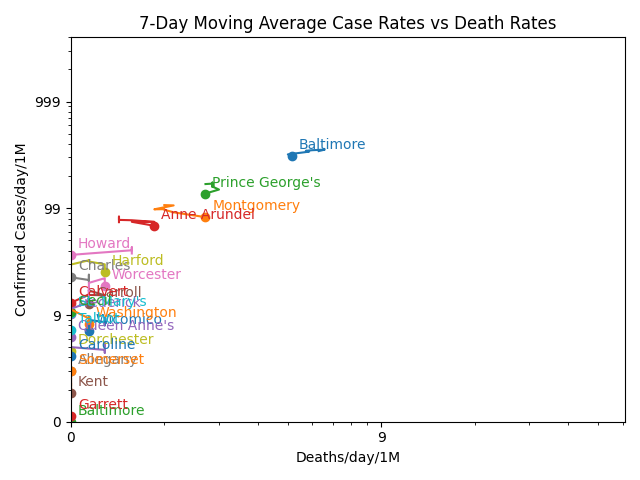 7-Day Moving Average Case Rates vs Death Rates
Confirmed Cases/day/1M
999
99
9
0
Baltimore
Prince George's
Montgomery
Anne Arundel
Howard
Harford
Charles
Worcester
Calvert
Carroll
Frederick
St. Mary's
Cecil
Washington
Talbot
Wicomico
Queen Anne's
Dorchester
Caroline
Allegany
Somerset
Kent
Garrett
Baltimore
0
9
Deaths/day/1M